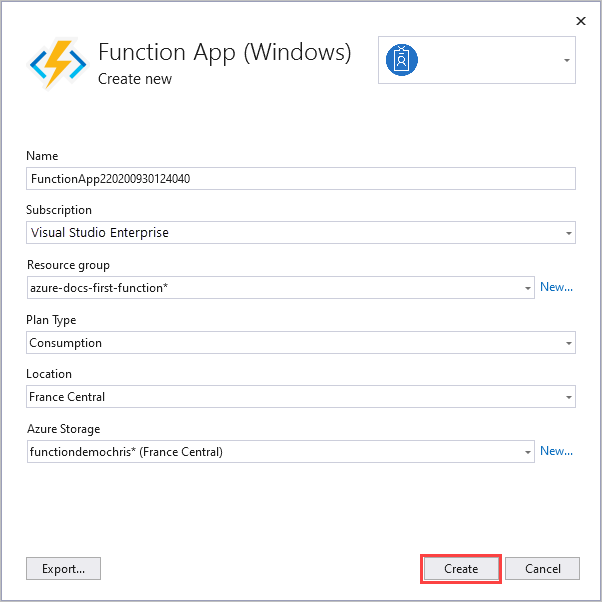 Function App (Windows)
Create new
Name
FunctionApp220200930124040
Subscription
Visual Studio Enterprise
Resource group
azure-docs-first-function*
New...
Plan Type
Consumption
Location
France Central
Azure Storage
functiondemochris* (France Central)
New...
Export...
Create
Cancel